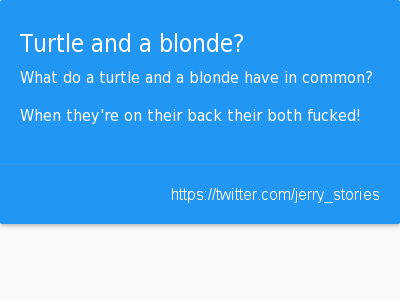 Turtle and a blonde?
What do a turtle and a blonde have in common?
When they're on their back their both fucked!
https://twitter.com/jerry_stories